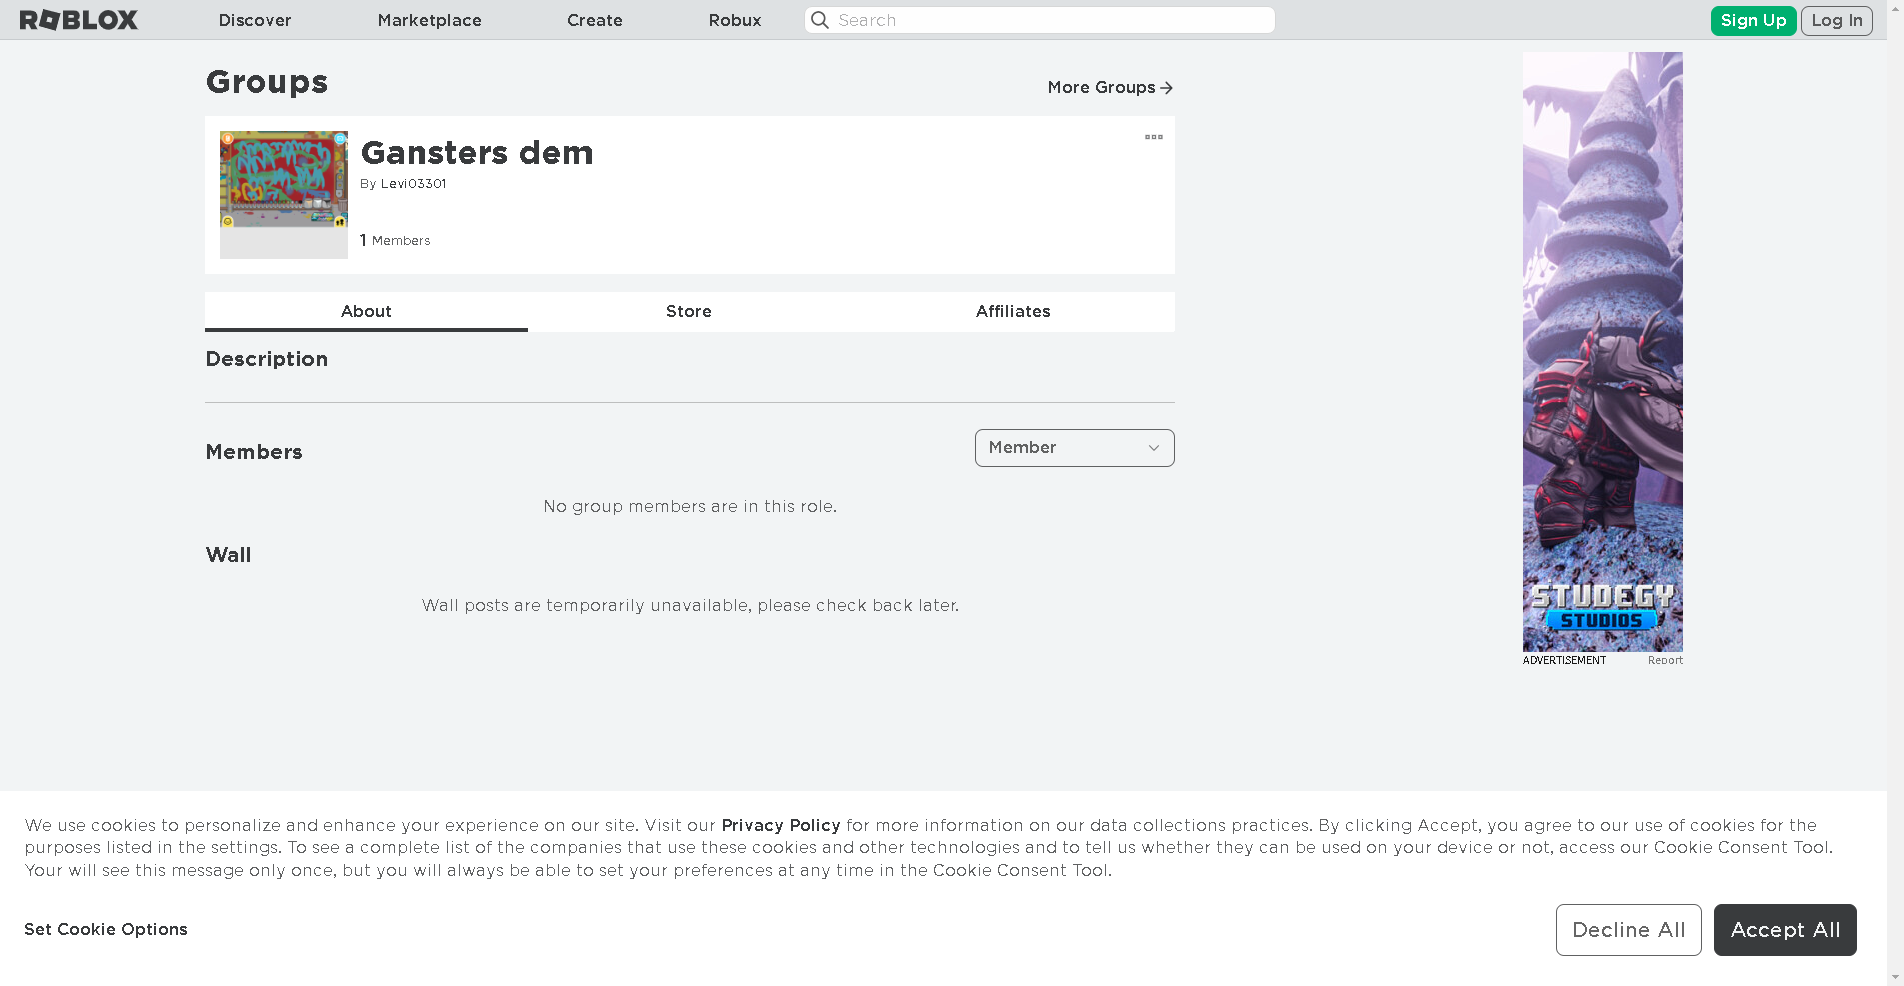 ROBLOX Discover Marketplace Create Robux Search Sign Up Log In
Groups
More Groups
Gansters dem
By Levi03301
1 Members
About Store Affiliates
Description
Members
Member
No group members are in this role.
Wall
Wall posts are temporarily unavailable, please check back later.
STUDEGY
STUDIOS
ADVERTISEMENT Report
We use cookies to personalize and enhance your experience on our site. Visit our Privacy Policy for more information on our data collections practices. By clicking Accept, you agree to our use of cookies for the
purposes listed in the settings. To see a complete list of the companies that use these cookies and other technologies and to tell us whether they can be used on your device or not, access our Cookie Consent Tool.
Your will see this message only once, but you will always be able to set your preferences at any time in the Cookie Consent Tool.
Set Cookie Options
Decline All
Accept All